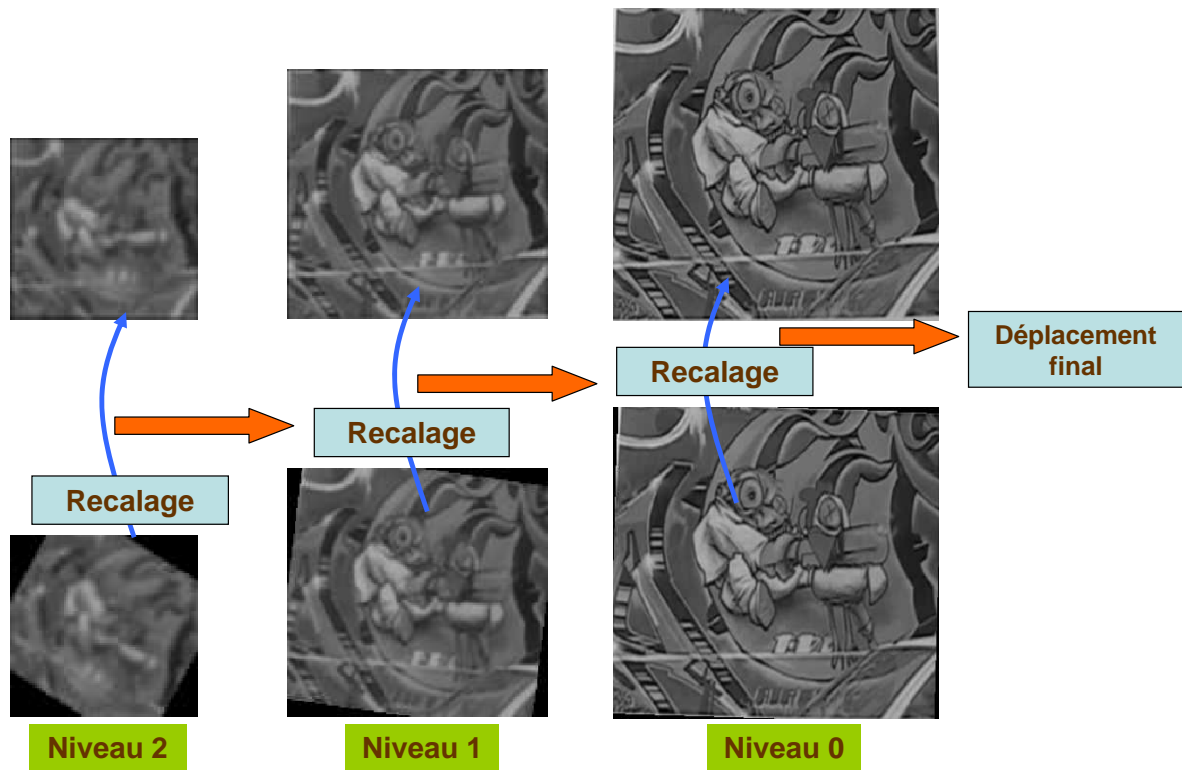 Recalage
Déplacement
final
Recalage
Recalage
Niveau 2
Niveau 1
Niveau 0